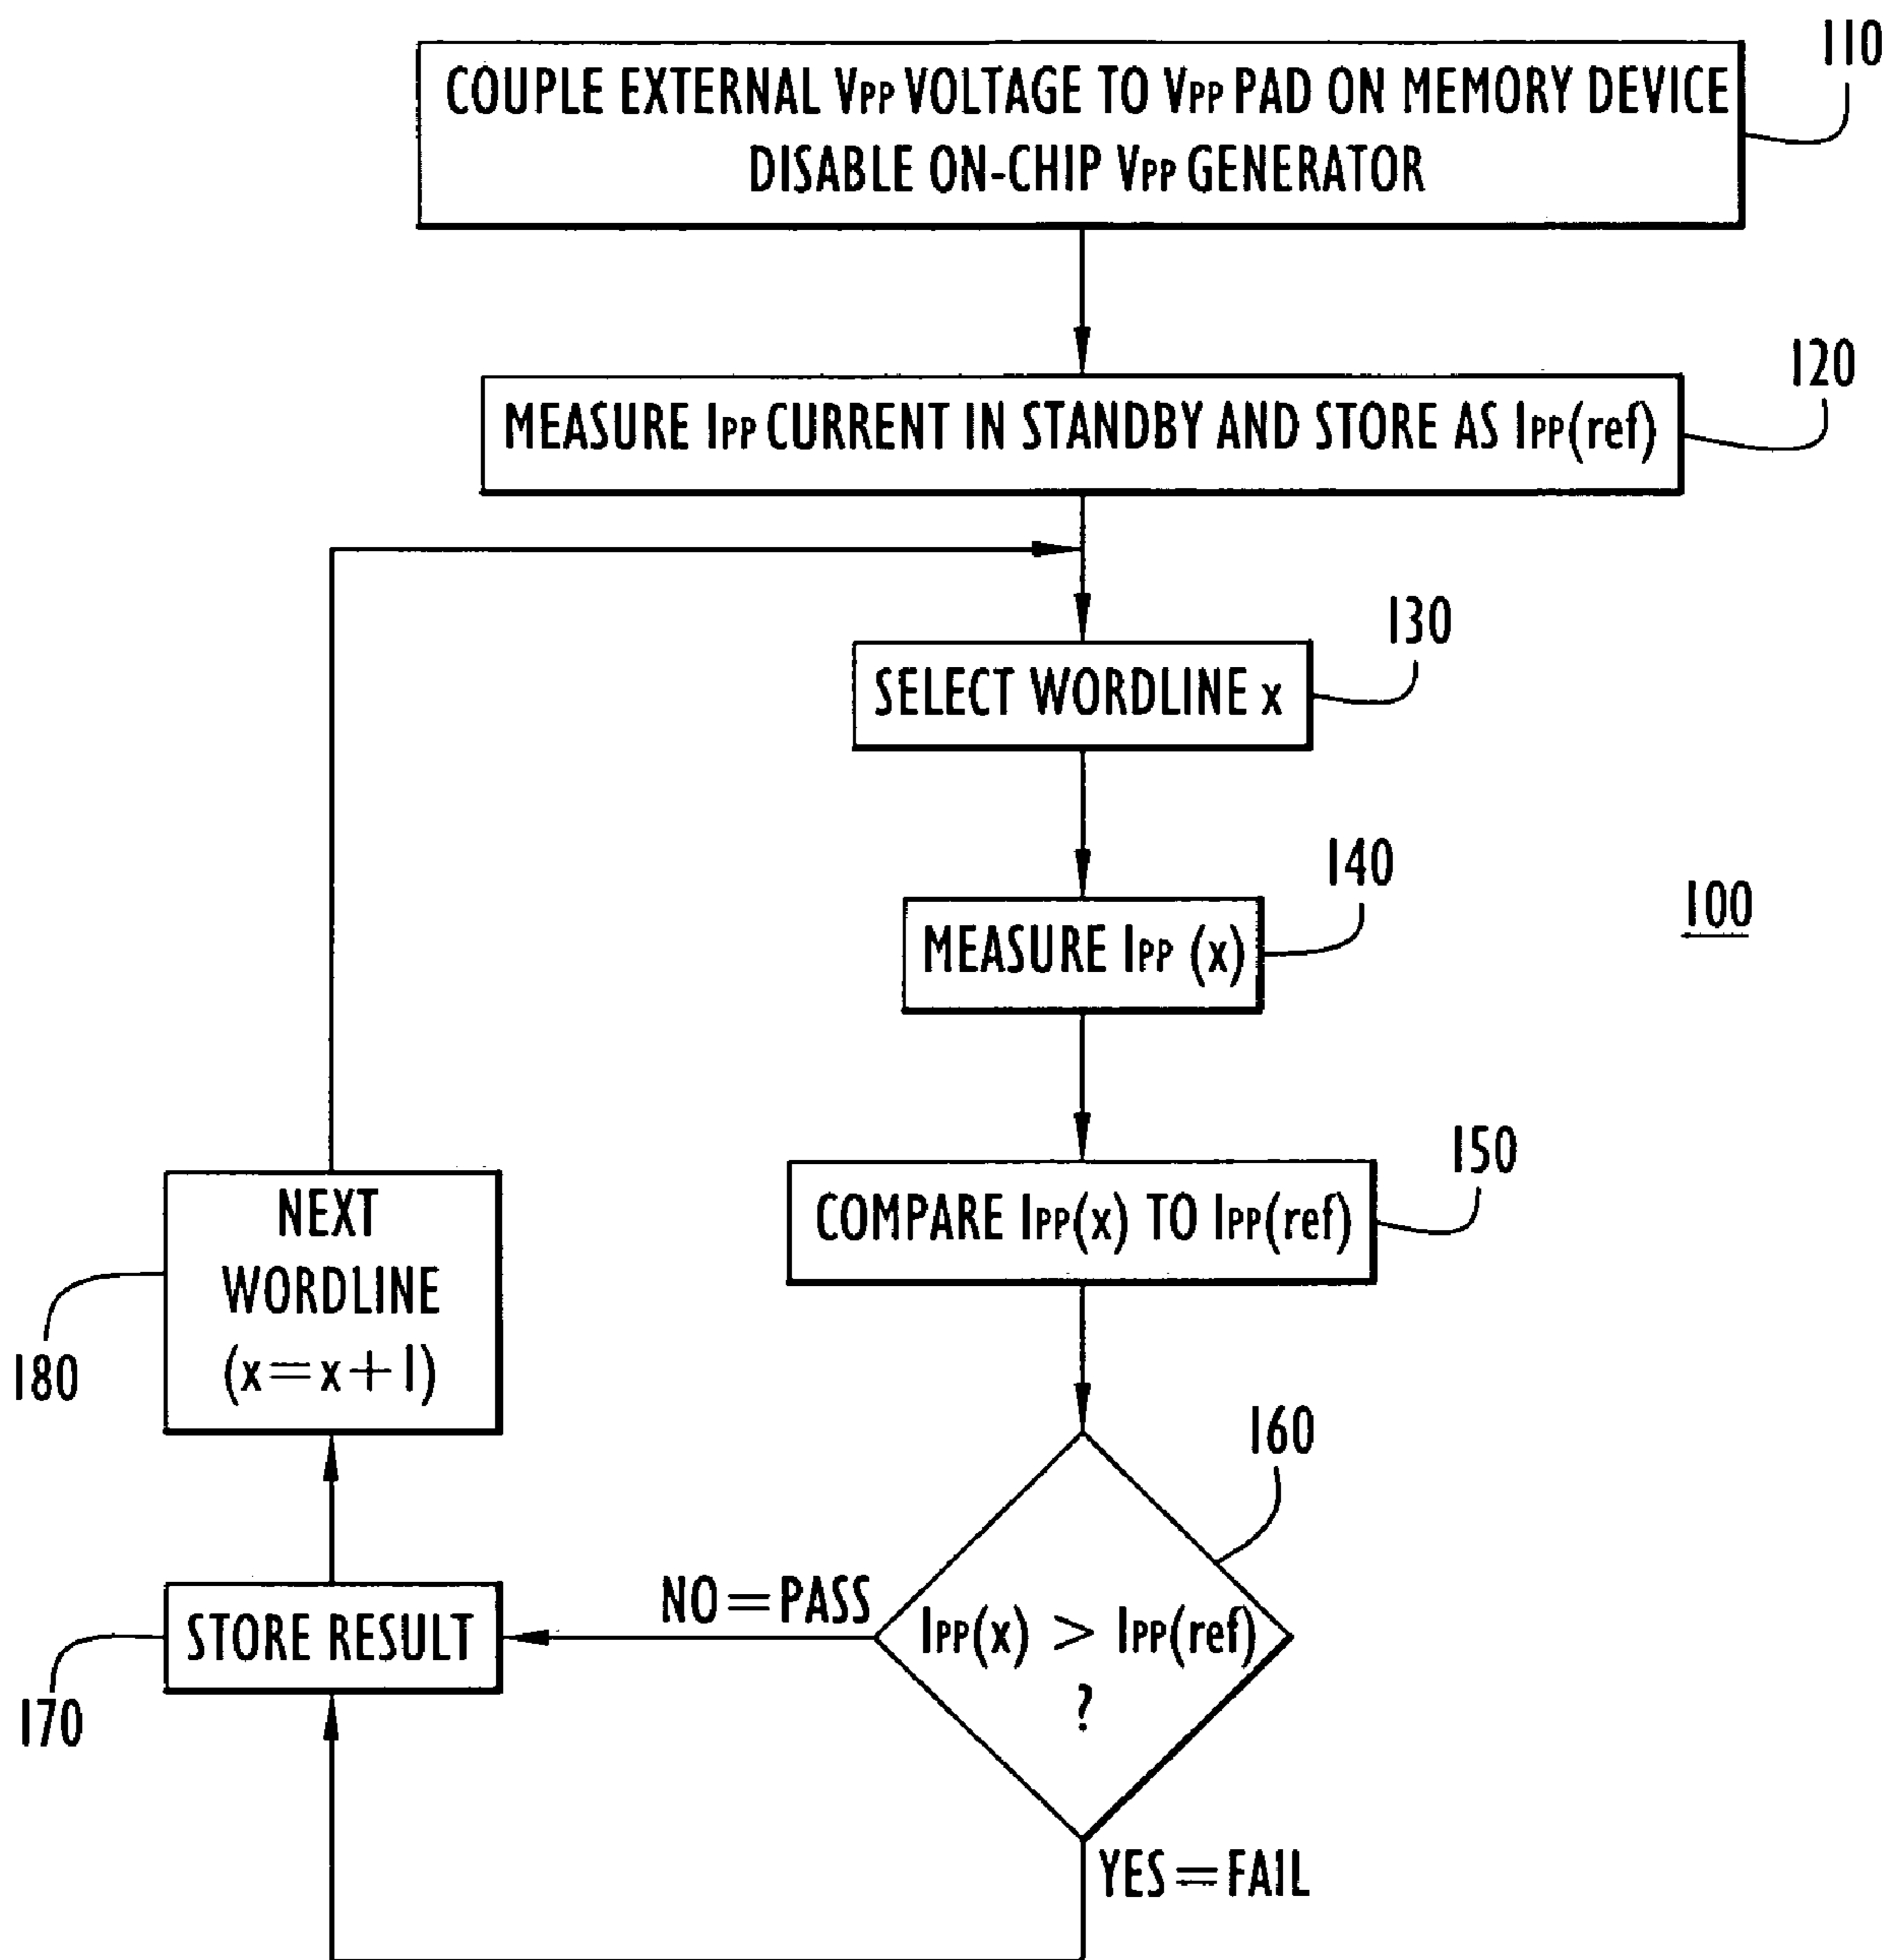 110
COUPLE EXTERNAL VPP VOLTAGE TO VPP PAD ON MEMORY DEVICE
DISABLE ON-CHIP VPP GENERATOR
120
MEASURE IPP CURRENT IN STANDBY AND STORE AS IPP(ref)
130
SELECT WORDLINE x
140
MEASURE IPP (x)
100
150
COMPARE IPP(x) TO IPP(ref)
NEXT
WORDLINE
(x=x+1)
180
160
IPP(x) > IPP(ref)
?
NO=PASS
STORE RESULT
170
YES=FAIL